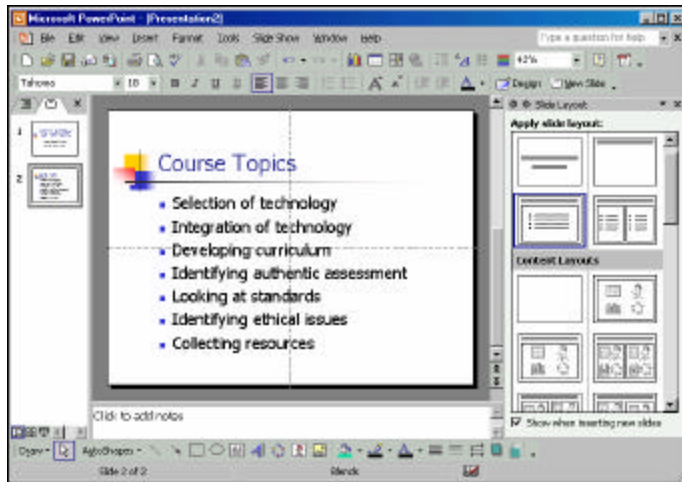 Microsoft PowerPoint - [Presentation2]
File Edit View Insert Format Tools Slide Show Window Help
Type a question for help
Tahoma 18
42%
Design New Slide
Slide Layout
Apply slide layout:
1
2
Course Topics
Selection of technology
Integration of technology
Developing curriculum
Identifying authentic assessment
Looking at standards
Identifying ethical issues
Collecting resources
Content Layouts
Click to add notes
Show when inserting new slides
Draw AutoShapes
Slide 2 of 2 Blends